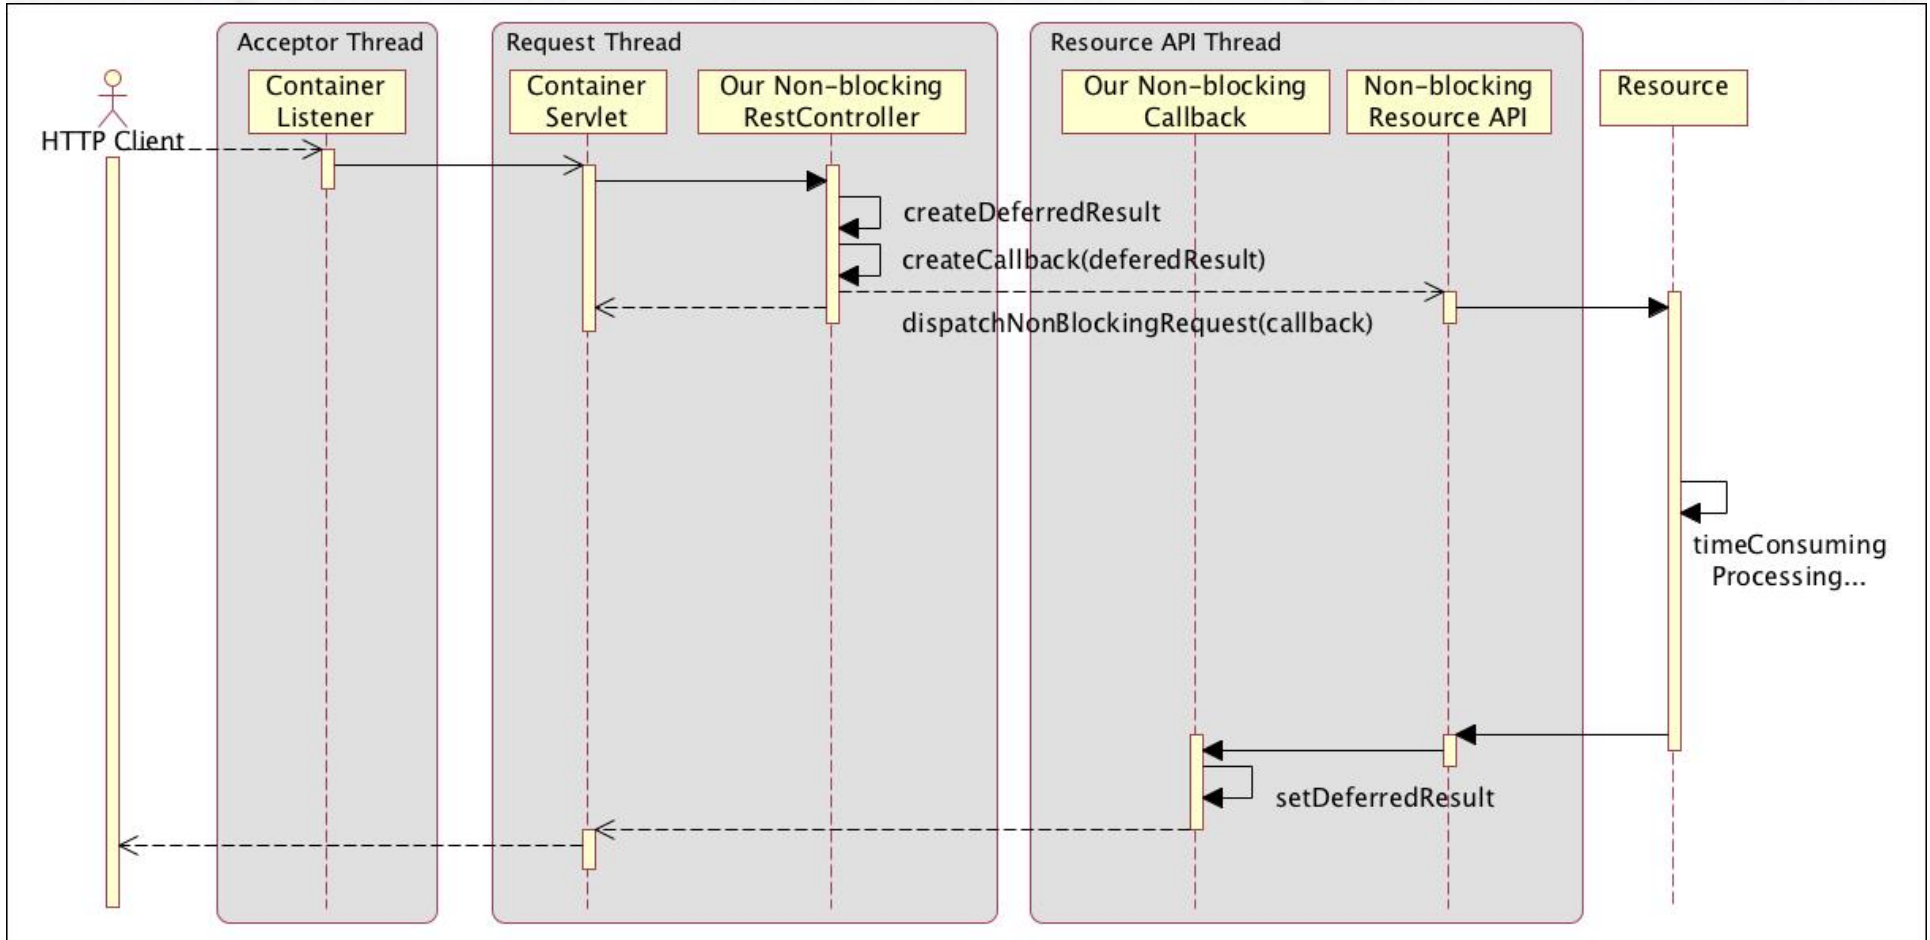 Acceptor Thread
Request Thread
Resource API Thread
Container
Listener
Container
Servlet
Our Non-blocking
RestController
Our Non-blocking
Callback
Non-blocking
Resource API
Resource
HTTP Client
createDeferredResult
createCallback(deferedResult)
dispatchNonBlockingRequest(callback)
timeConsuming
Processing...
setDeferredResult